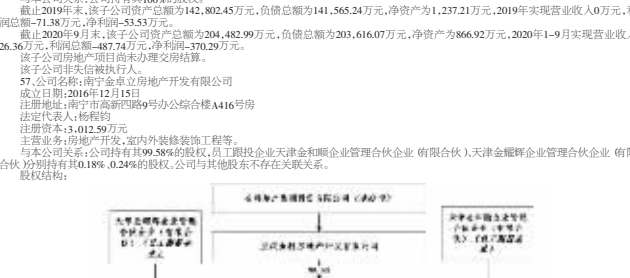 与本公司关系:公司持有其100%的股权。
截止2019年末,该子公司资产总额为142,802.45万元,负债总额为141,565.24万元,净资产为1,237.21万元,2019年实现营业收入0万元,利
润总额-71.38万元,净利润-53.53万元。
截止2020年9月末,该子公司资产总额为204,482.99万元,负债总额为203,616.07万元,净资产为866.92万元,2020年1-9月实现营业收入
26.36万元,利润总额-487.74万元,净利润-370.29万元。
该子公司房地产项目尚未办理交房结算。
该子公司非失信被执行人。
57、公司名称:南宁金卓立房地产开发有限公司
成立日期:2016年12月15日
注册地址:南宁市高新四路9号办公综合楼A416号房
法定代表人:杨程钧
注册资本:3,012.59万元
主营业务:房地产开发,室内外装修装饰工程等。
与本公司关系:公司持有其99.58%的股权,员工跟投企业天津金和顺企业管理合伙企业(有限合伙)、天津金耀辉企业管理合伙企业(有限
合伙)分别持有其0.18%、0.24%的股权。公司与其他股东不存在关联关系。
股权结构: